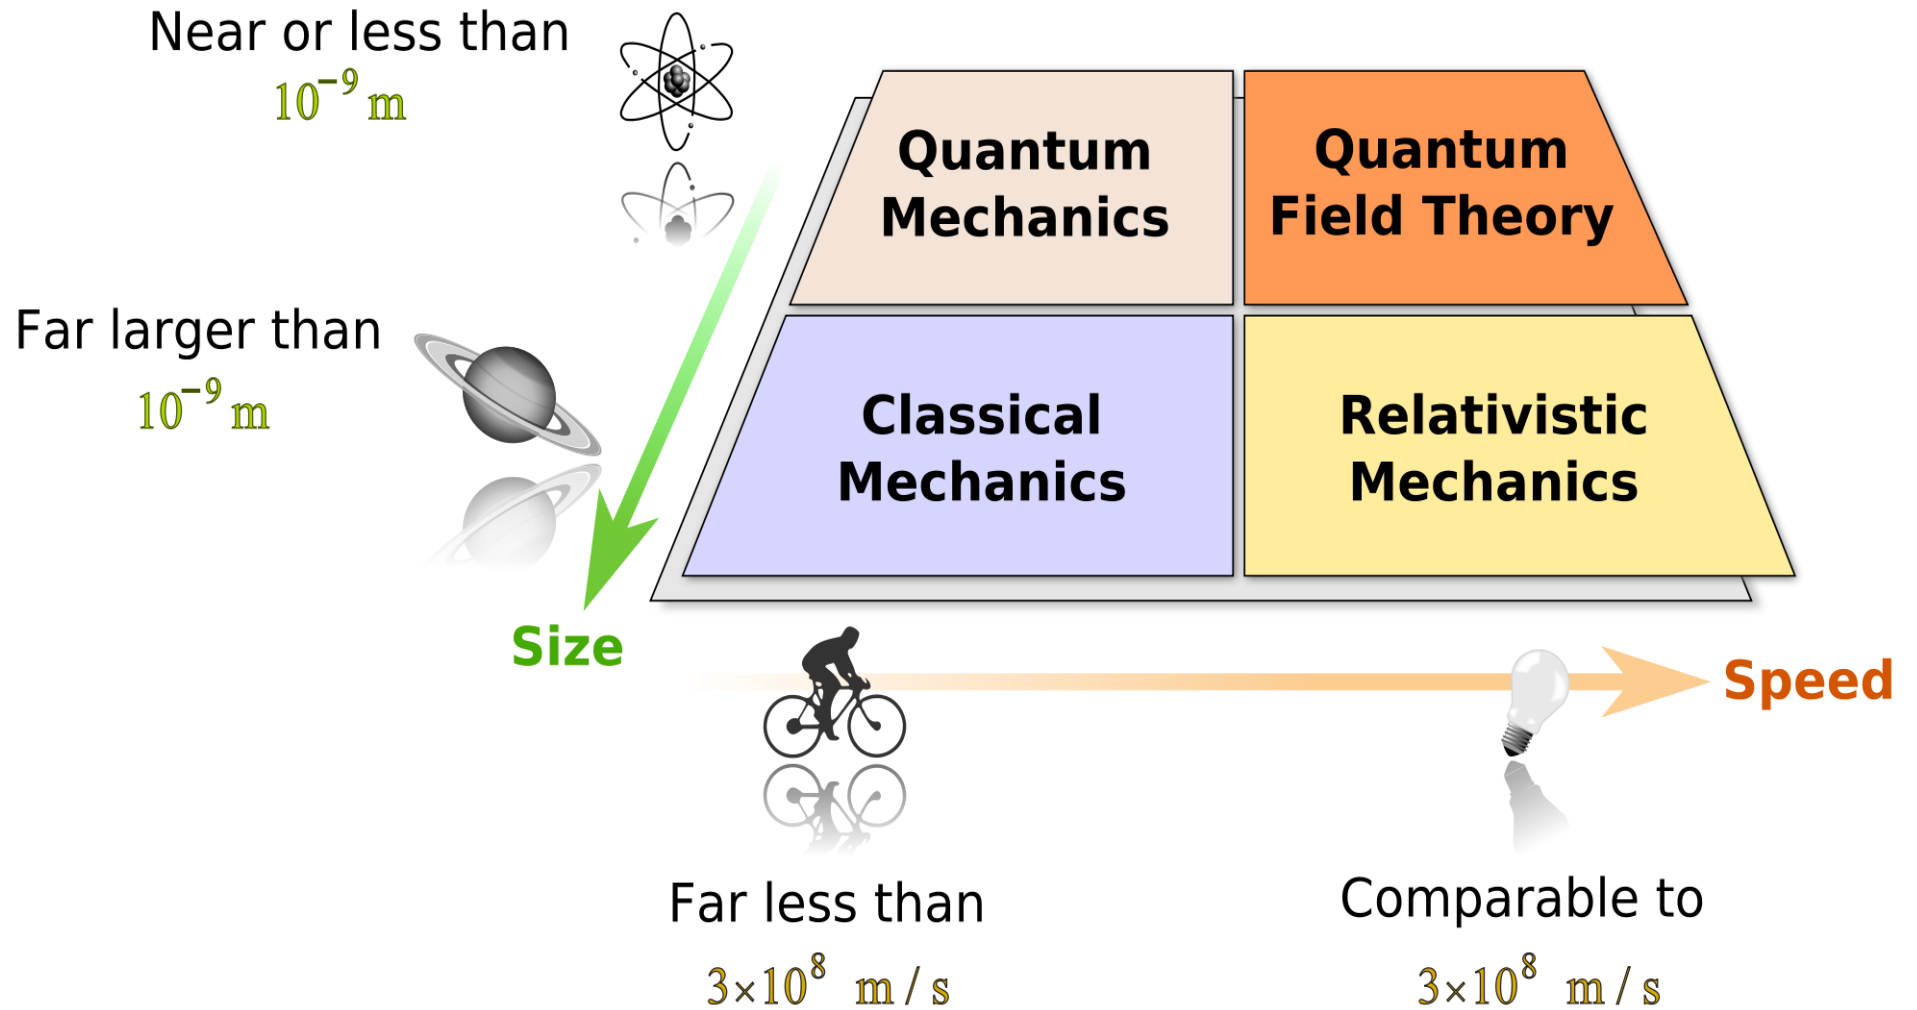 Near or less than
10⁻⁹ m
Quantum
Mechanics
Quantum
Field Theory
Far larger than
10⁻⁹ m
Classical
Mechanics
Relativistic
Mechanics
Size
Speed
Far less than
3×10⁸ m / s
Comparable to
3×10⁸ m / s